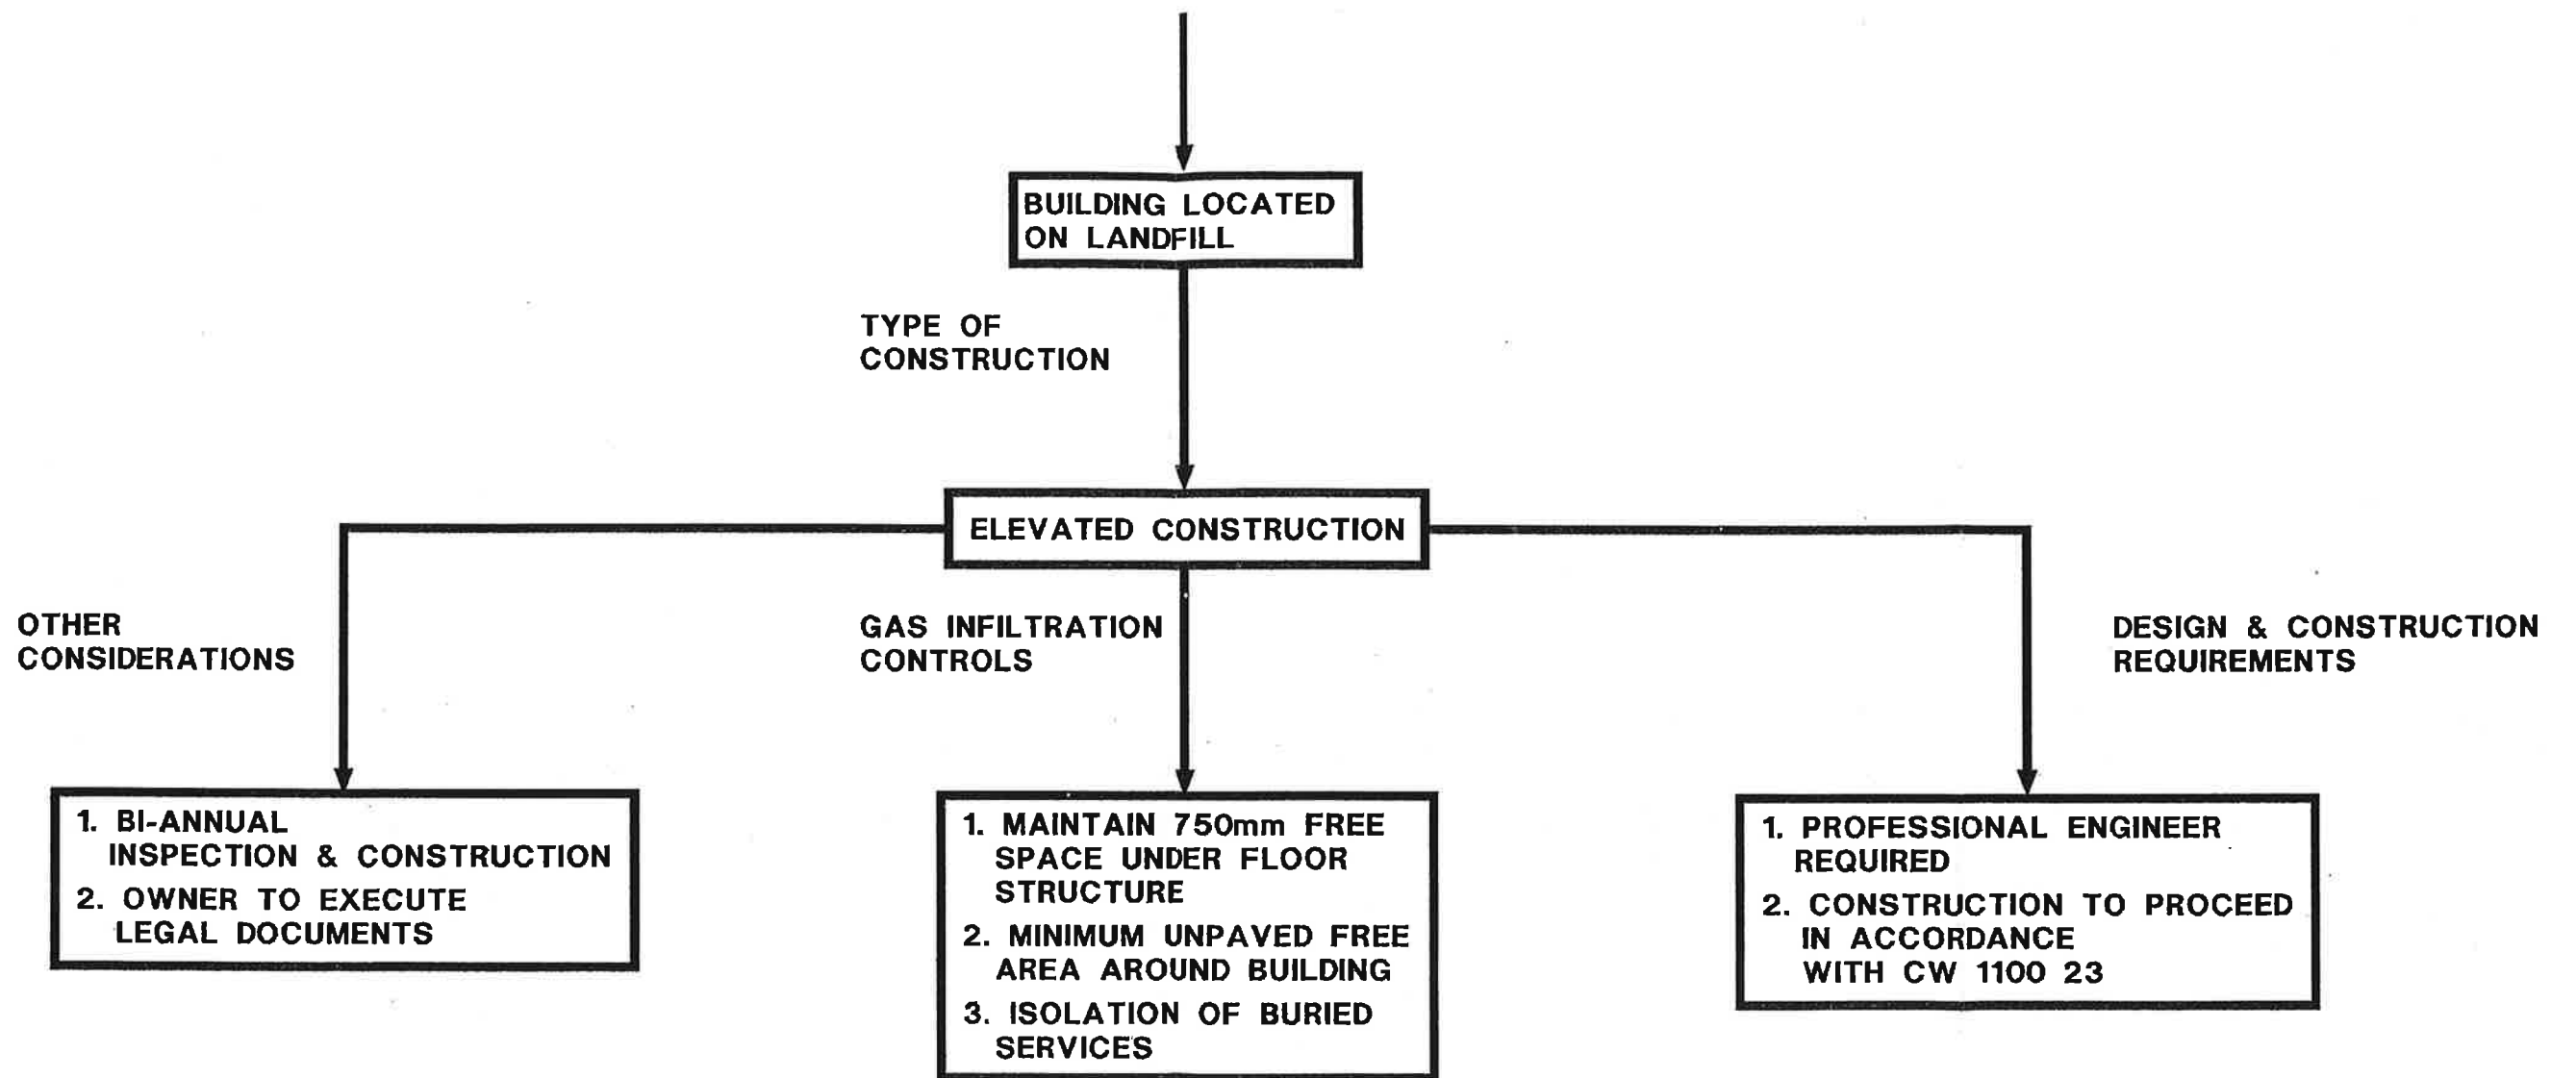 BUILDING LOCATED
ON LANDFILL
TYPE OF
CONSTRUCTION
ELEVATED CONSTRUCTION
OTHER
CONSIDERATIONS
GAS INFILTRATION
CONTROLS
DESIGN & CONSTRUCTION
REQUIREMENTS
1. BI-ANNUAL
INSPECTION & CONSTRUCTION
2. OWNER TO EXECUTE
LEGAL DOCUMENTS
1. MAINTAIN 750mm FREE
SPACE UNDER FLOOR
STRUCTURE
2. MINIMUM UNPAVED FREE
AREA AROUND BUILDING
3. ISOLATION OF BURIED
SERVICES
1. PROFESSIONAL ENGINEER
REQUIRED
2. CONSTRUCTION TO PROCEED
IN ACCORDANCE
WITH CW 1100 23